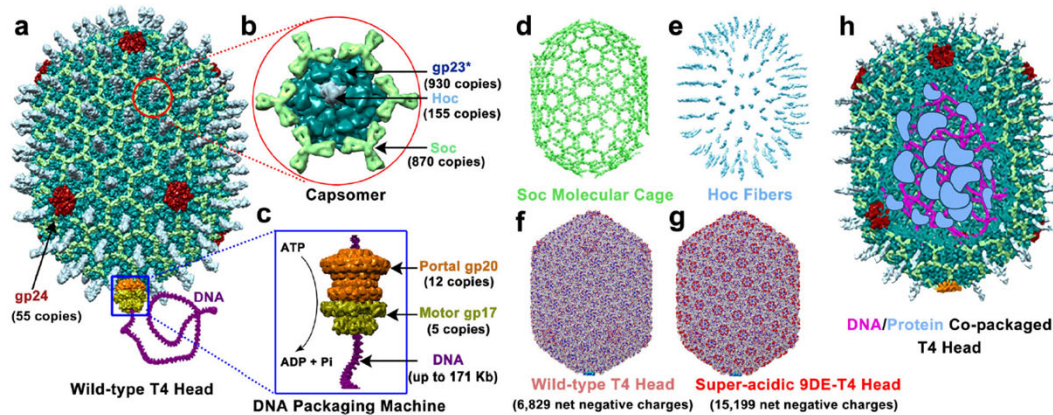 a
gp24
(55 copies)
DNA
Wild-type T4 Head
b
gp23*
(930 copies)
Hoc
(155 copies)
Soc
(870 copies)
Capsomer
c
ATP
ADP + Pi
Portal gp20
(12 copies)
Motor gp17
(5 copies)
DNA
(up to 171 Kb)
DNA Packaging Machine
d
Soc Molecular Cage
e
Hoc Fibers
f
Wild-type T4 Head
(6,829 net negative charges)
g
Super-acidic 9DE-T4 Head
(15,199 net negative charges)
h
DNA/Protein Co-packaged
T4 Head